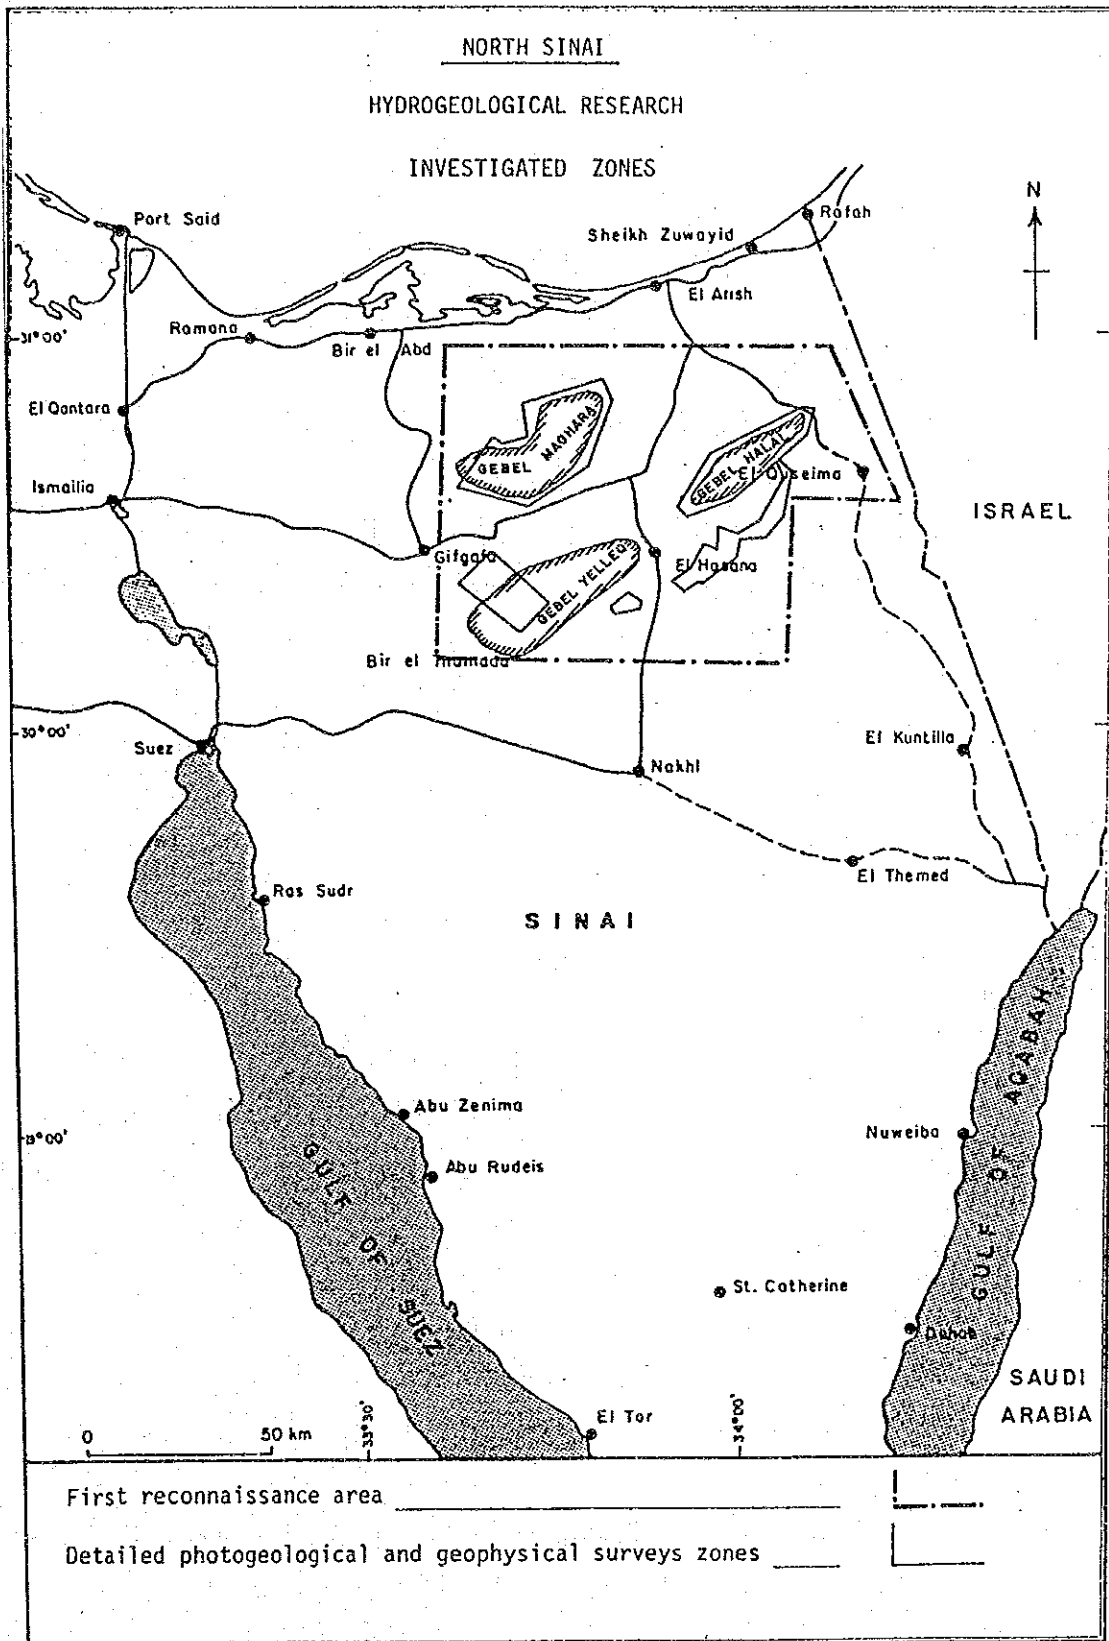 NORTH SINAI
HYDROGEOLOGICAL RESEARCH
INVESTIGATED ZONES
N
Port Said
Rafah
Sheikh Zuwayid
El Arish
Romana
Bir el Abd
31°00'
El Qantara
GEBEL MAGHARA
GEBEL HALAL
El Quseima
Ismailia
ISRAEL
Gifgafa
El Hasana
GEBEL YELLEQ
Bir el
30°00'
Suez
El Kuntilla
Nakhl
El Themed
Ras Sudr
SINAI
GULF OF AQABAH
Abu Zenima
Nuweiba
Abu Rudeis
GULF OF SUEZ
St. Catherine
Dahab
SAUDI
ARABIA
El Tor
0
50 km
33°30'
34°00'
First reconnaissance area
Detailed photogeological and geophysical surveys zones